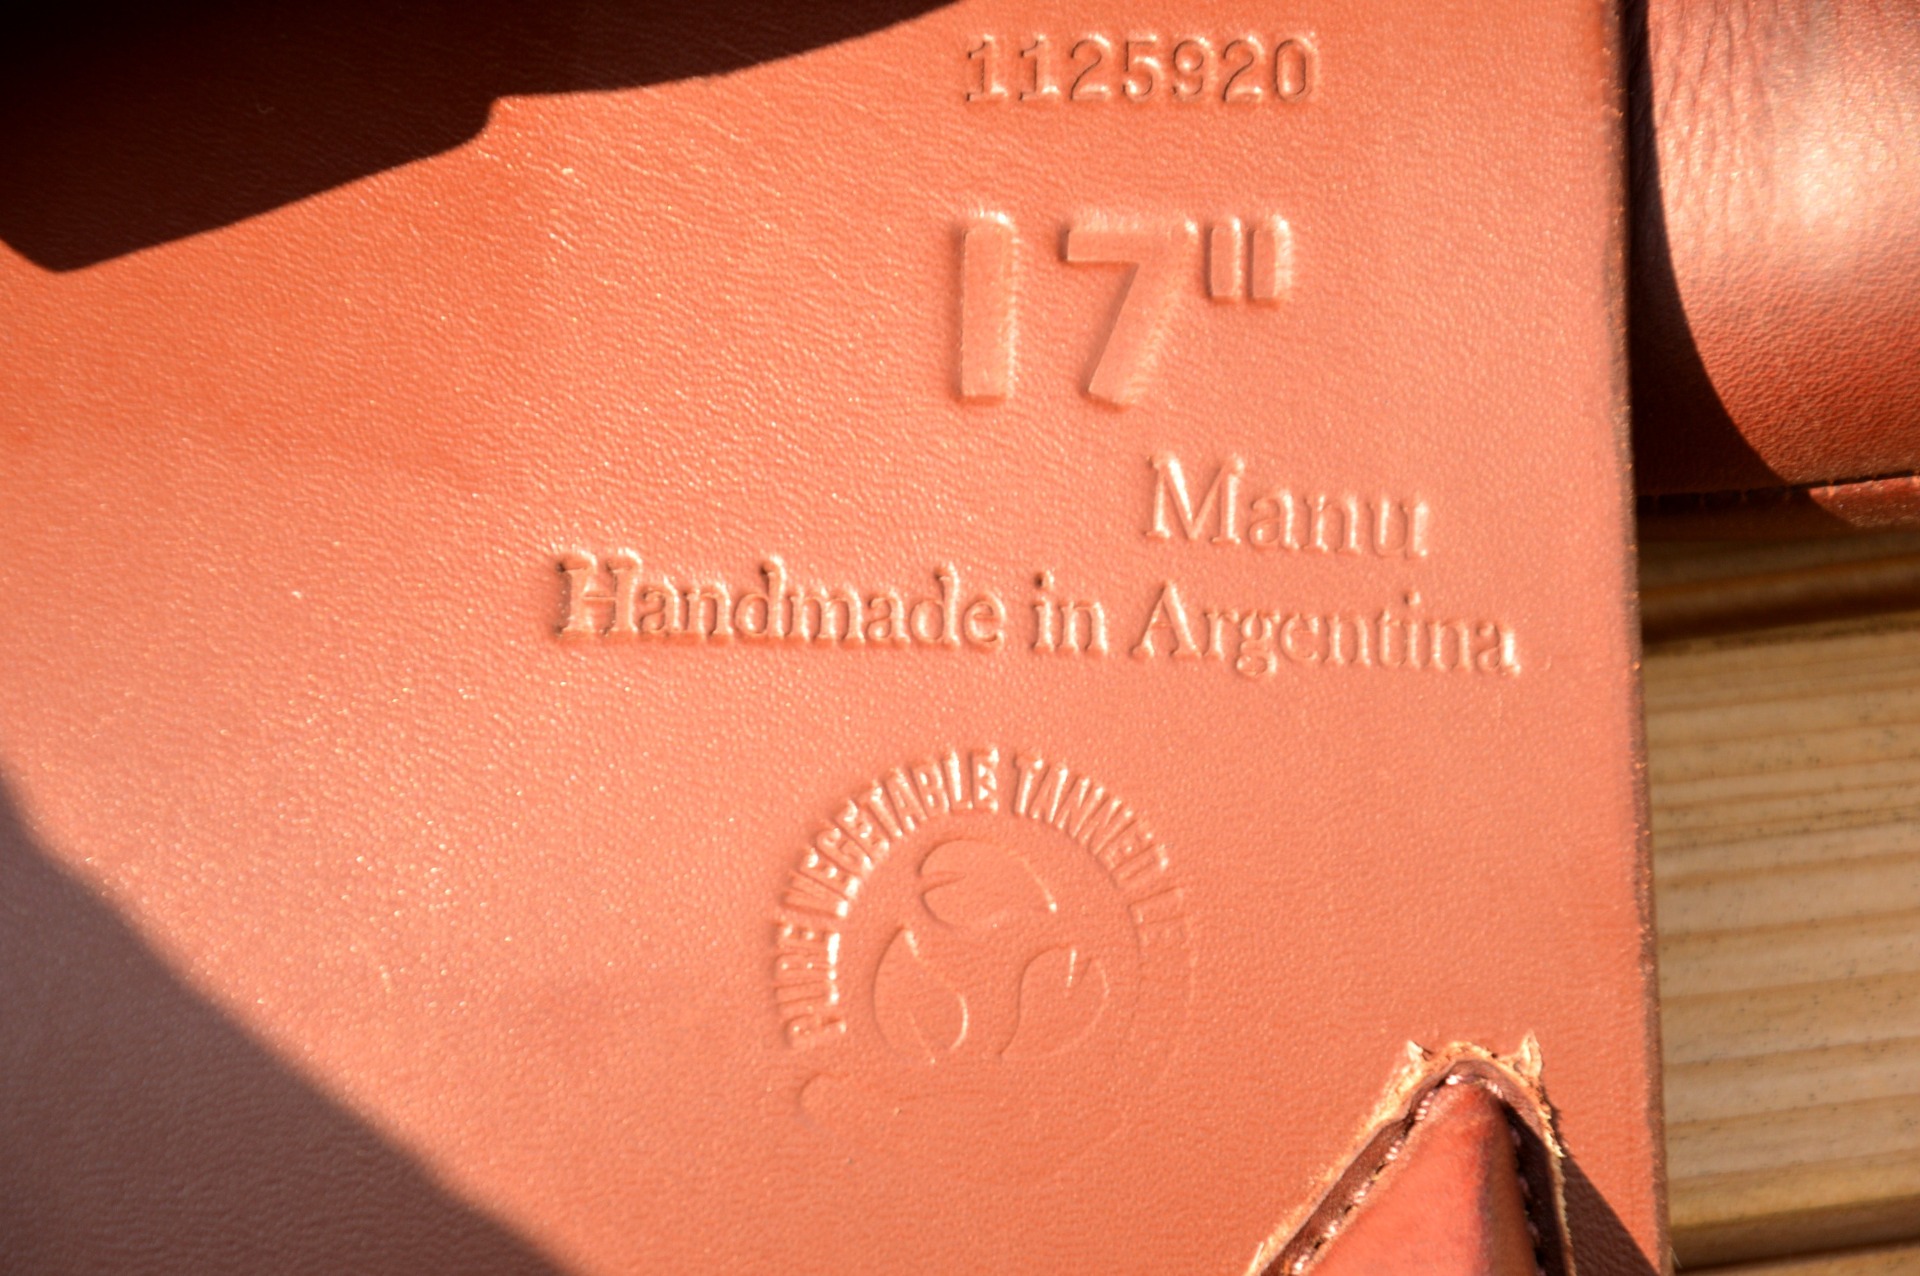 1125920
17"
Manu
Handmade in Argentina
PURE VEGETABLE TANNED